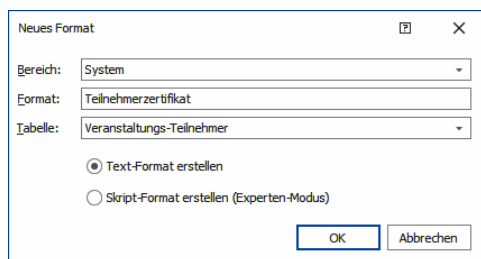 Neues Format
Bereich: System
Format: Teilnehmerzertifikat
Tabelle: Veranstaltungs-Teilnehmer
Text-Format erstellen
Skript-Format erstellen (Experten-Modus)
OK Abbrechen